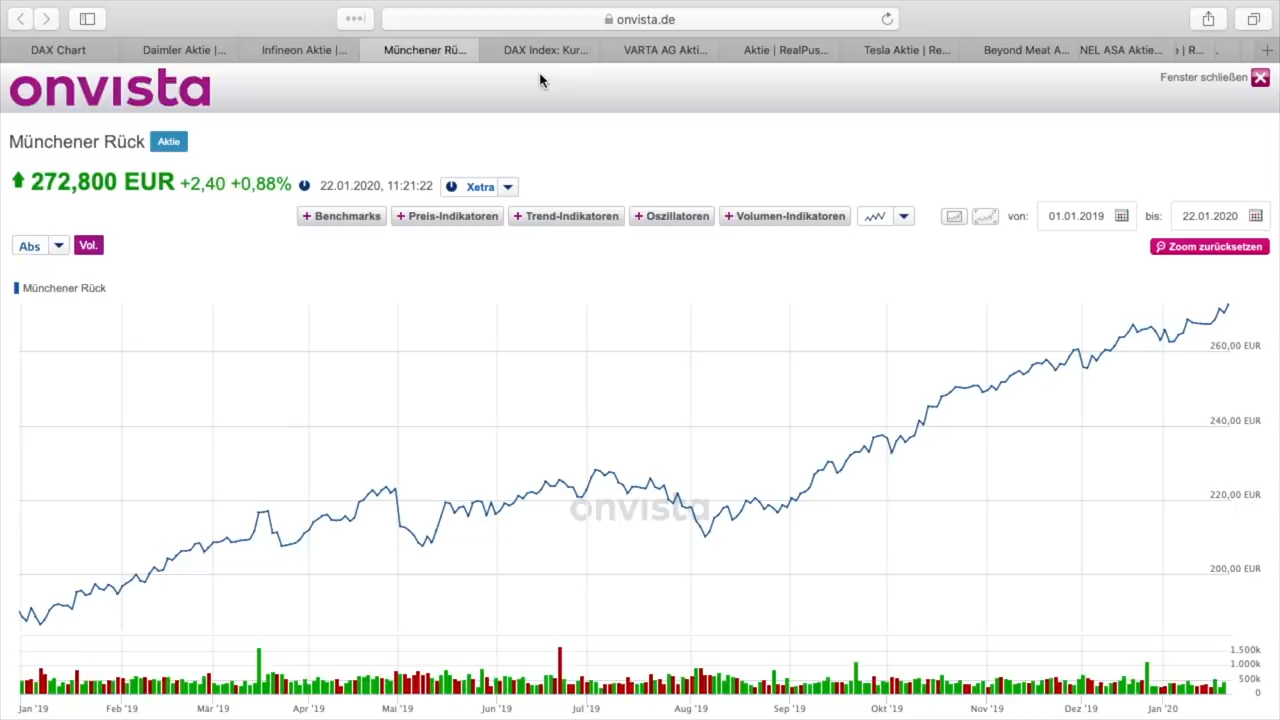 onvista.de
DAX Chart
Daimler Aktie |...
Infineon Aktie |...
Münchener Rü...
DAX Index: Kur...
VARTA AG Akti...
Aktie | RealPus...
Tesla Aktie | Re...
Beyond Meat A...
NEL ASA Aktie...
onvista
Fenster schließen
Münchener Rück Aktie
272,800 EUR +2,40 +0,88% 22.01.2020, 11:21:22 Xetra
+ Benchmarks + Preis-Indikatoren + Trend-Indikatoren + Oszillatoren + Volumen-Indikatoren von: 01.01.2019 bis: 22.01.2020
Abs Vol. Zoom zurücksetzen
Münchener Rück
260,00 EUR
240,00 EUR
220,00 EUR
onvista
200,00 EUR
1.500k
1.000k
500k
0
Jan '19 Feb '19 Mär '19 Apr '19 Mai '19 Jun '19 Jul '19 Aug '19 Sep '19 Okt '19 Nov '19 Dez '19 Jan '20